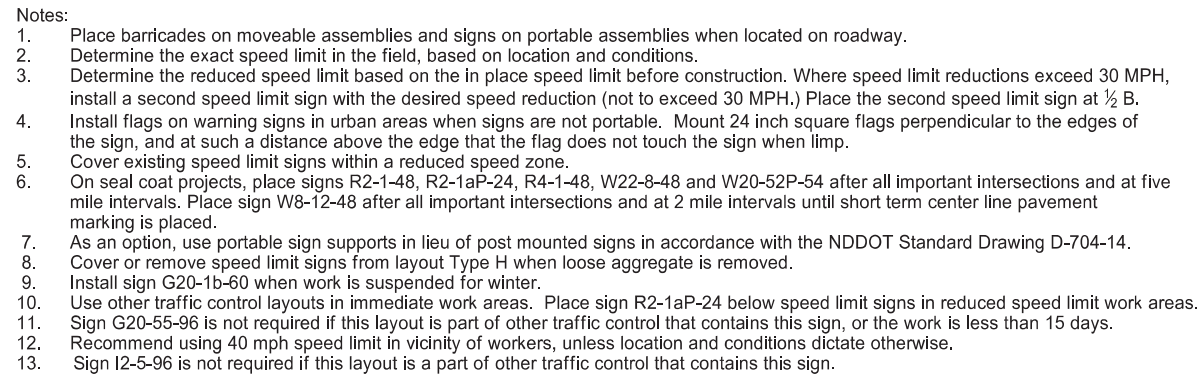 Notes:
1. Place barricades on moveable assemblies and signs on portable assemblies when located on roadway.
2. Determine the exact speed limit in the field, based on location and conditions.
3. Determine the reduced speed limit based on the in place speed limit before construction. Where speed limit reductions exceed 30 MPH,
install a second speed limit sign with the desired speed reduction (not to exceed 30 MPH.) Place the second speed limit sign at ½ B.
4. Install flags on warning signs in urban areas when signs are not portable. Mount 24 inch square flags perpendicular to the edges of
the sign, and at such a distance above the edge that the flag does not touch the sign when limp.
5. Cover existing speed limit signs within a reduced speed zone.
6. On seal coat projects, place signs R2-1-48, R2-1aP-24, R4-1-48, W22-8-48 and W20-52P-54 after all important intersections and at five
mile intervals. Place sign W8-12-48 after all important intersections and at 2 mile intervals until short term center line pavement
marking is placed.
7. As an option, use portable sign supports in lieu of post mounted signs in accordance with the NDDOT Standard Drawing D-704-14.
8. Cover or remove speed limit signs from layout Type H when loose aggregate is removed.
9. Install sign G20-1b-60 when work is suspended for winter.
10. Use other traffic control layouts in immediate work areas. Place sign R2-1aP-24 below speed limit signs in reduced speed limit work areas.
11. Sign G20-55-96 is not required if this layout is part of other traffic control that contains this sign, or the work is less than 15 days.
12. Recommend using 40 mph speed limit in vicinity of workers, unless location and conditions dictate otherwise.
13. Sign I2-5-96 is not required if this layout is a part of other traffic control that contains this sign.